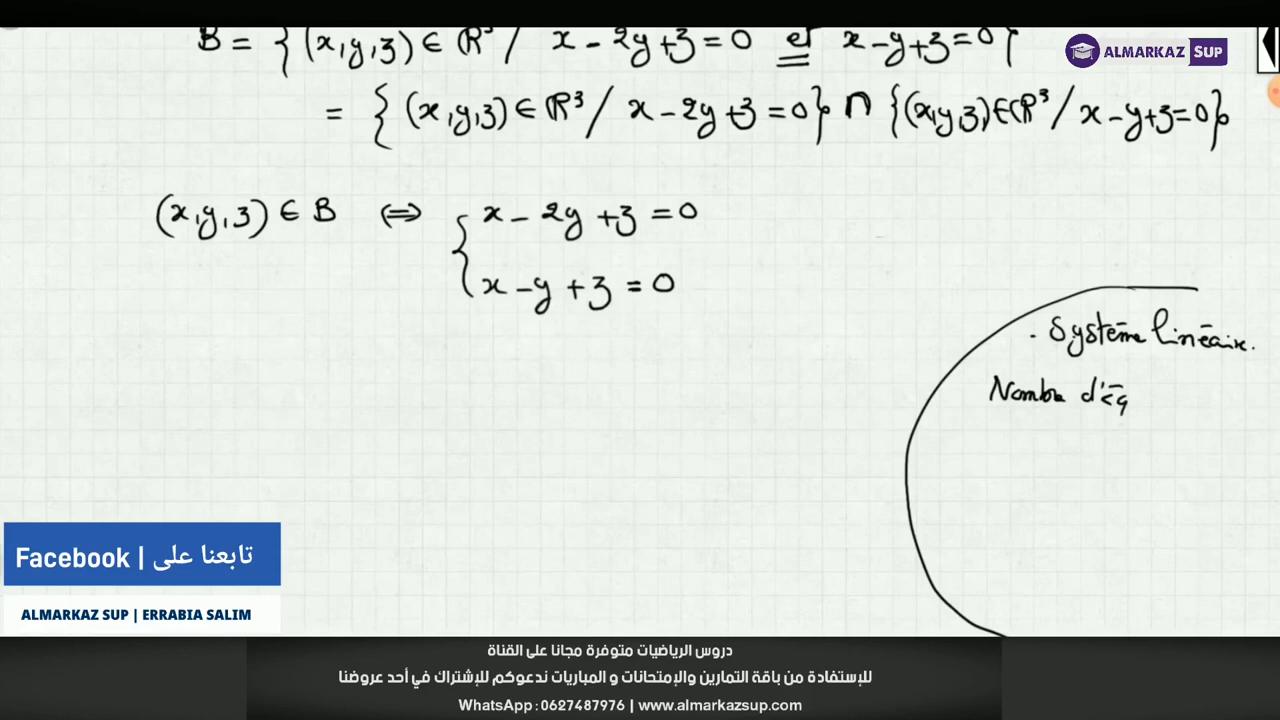 B = { (x,y,z) ∈ ℝ³ / x - 2y + z = 0 et x - y + z = 0 }
= { (x,y,z) ∈ ℝ³ / x - 2y + z = 0 } ∩ { (x,y,z) ∈ ℝ³ / x - y + z = 0 }
(x,y,z) ∈ B ⇔ { x - 2y + z = 0
x - y + z = 0
. Système linéaire.
Nombre d'éq
ALMARKAZ SUP
Facebook | تابعنا على
ALMARKAZ SUP | ERRABIA SALIM
دروس الرياضيات متوفرة مجانا على القناة
للإستفادة من باقة التمارين والإمتحانات و المباريات ندعوكم للإشتراك في أحد عروضنا
WhatsApp : 0627487976 | www.almarkazsup.com